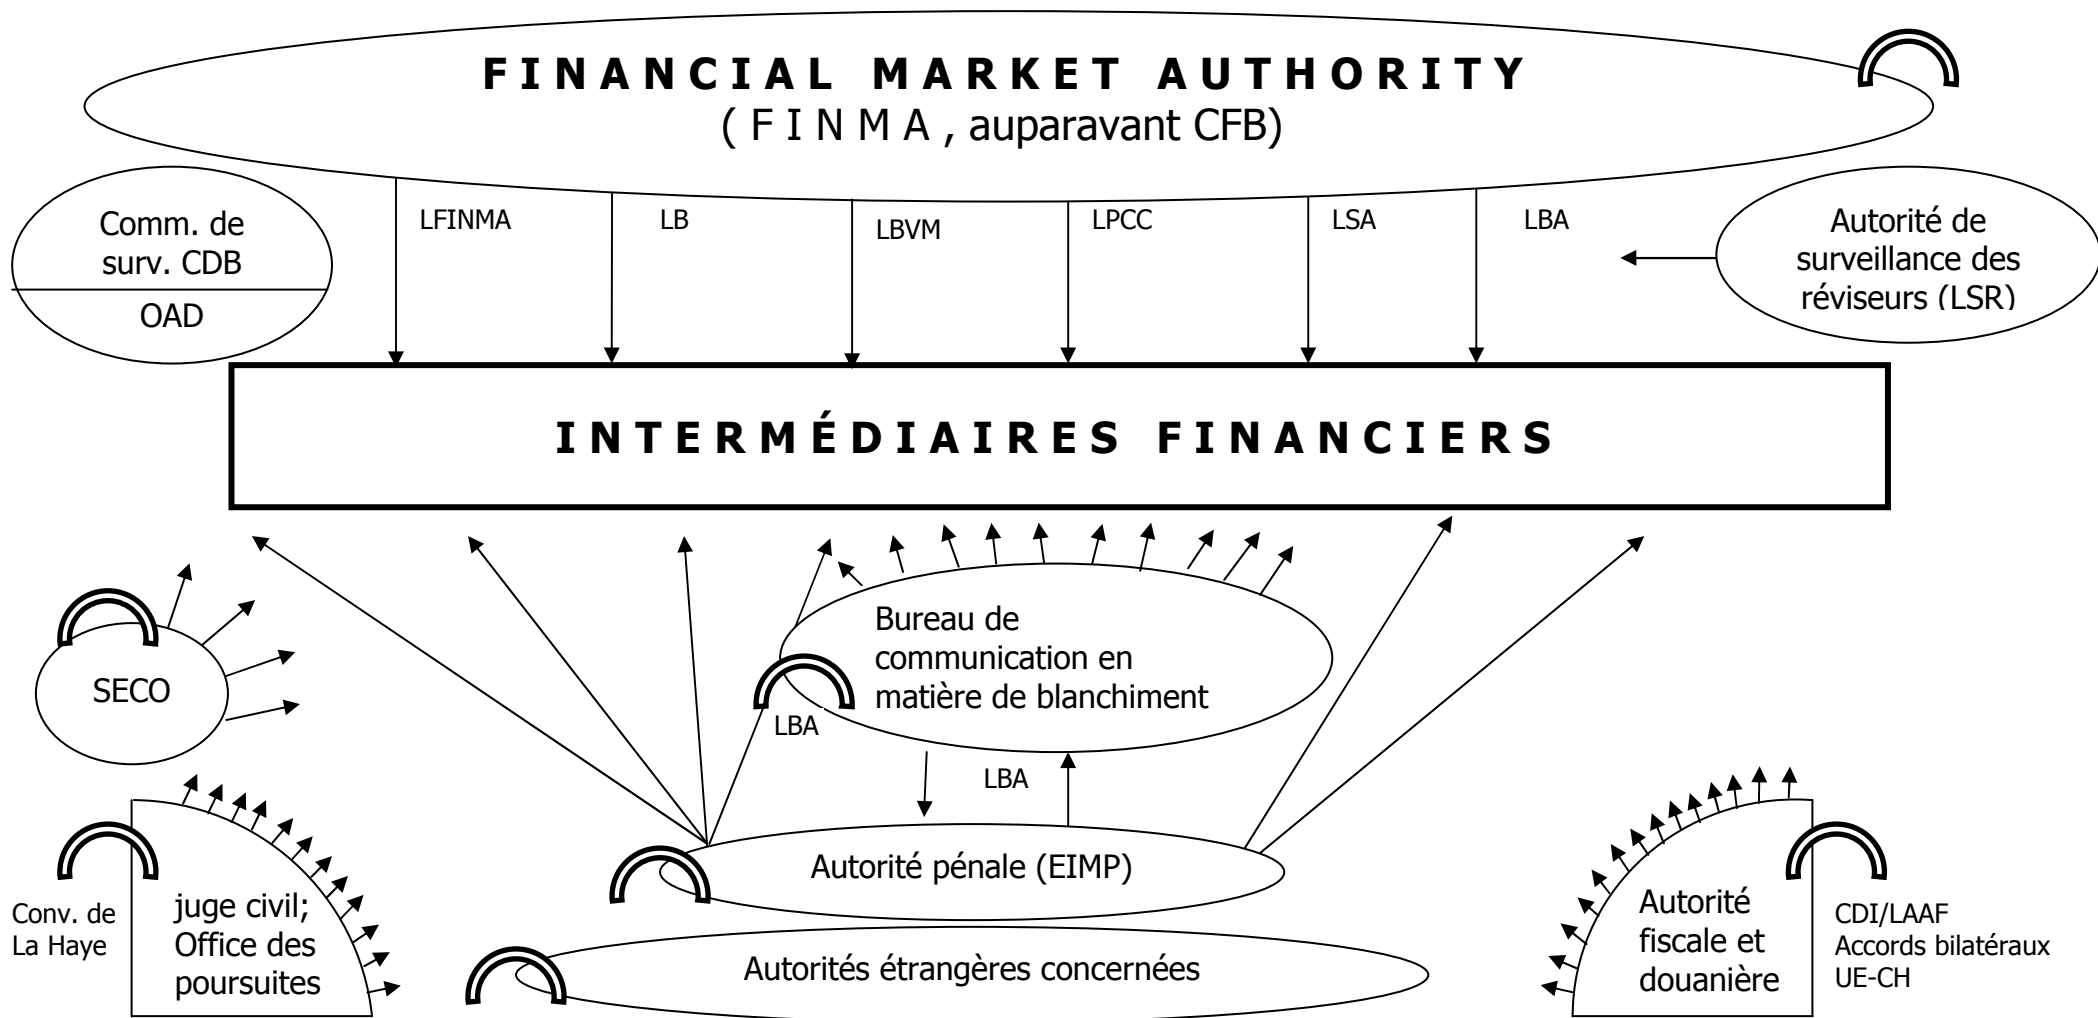 FINANCIAL MARKET AUTHORITY
(FINMA, auparavant CFB)
Comm. de
surv. CDB
OAD
LFINMA
LB
LBVM
LPCC
LSA
LBA
Autorité de
surveillance des
réviseurs (LSR)
INTERMÉDIAIRES FINANCIERS
SECO
Bureau de
communication en
matière de blanchiment
LBA
LBA
Autorité pénale (EIMP)
Conv. de
La Haye
juge civil;
Office des
poursuites
Autorités étrangères concernées
Autorité
fiscale et
douanière
CDI/LAAF
Accords bilatéraux
UE-CH